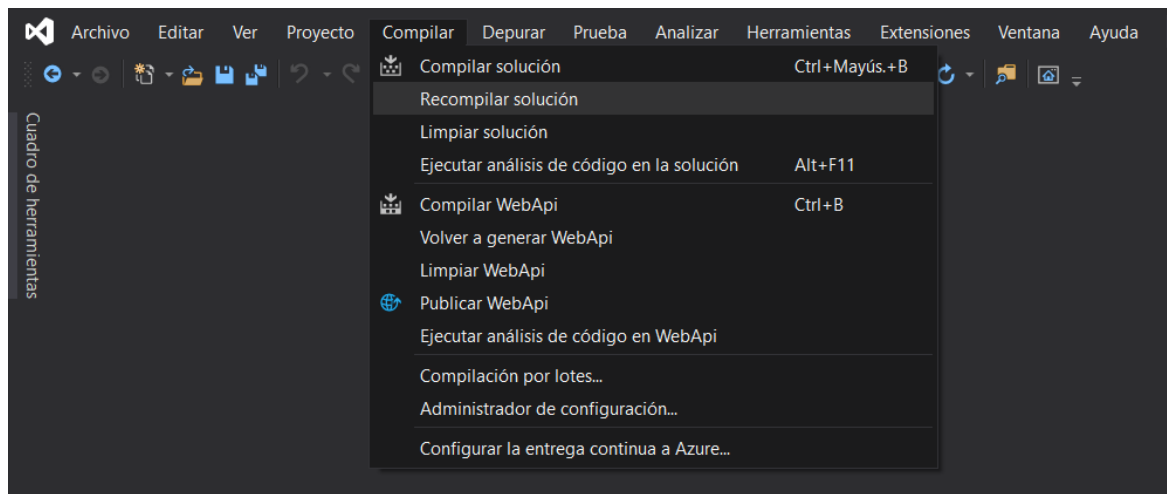 Archivo Editar Ver Proyecto Compilar Depurar Prueba Analizar Herramientas Extensiones Ventana Ayuda
Cuadro de herramientas
Compilar solución Ctrl+Mayús.+B
Recompilar solución
Limpiar solución
Ejecutar análisis de código en la solución Alt+F11
Compilar WebApi Ctrl+B
Volver a generar WebApi
Limpiar WebApi
Publicar WebApi
Ejecutar análisis de código en WebApi
Compilación por lotes...
Administrador de configuración...
Configurar la entrega continua a Azure...